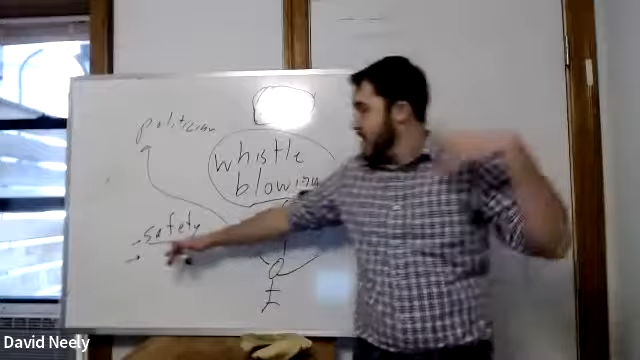 politician
whistle
blowing
safety
I
David Neely